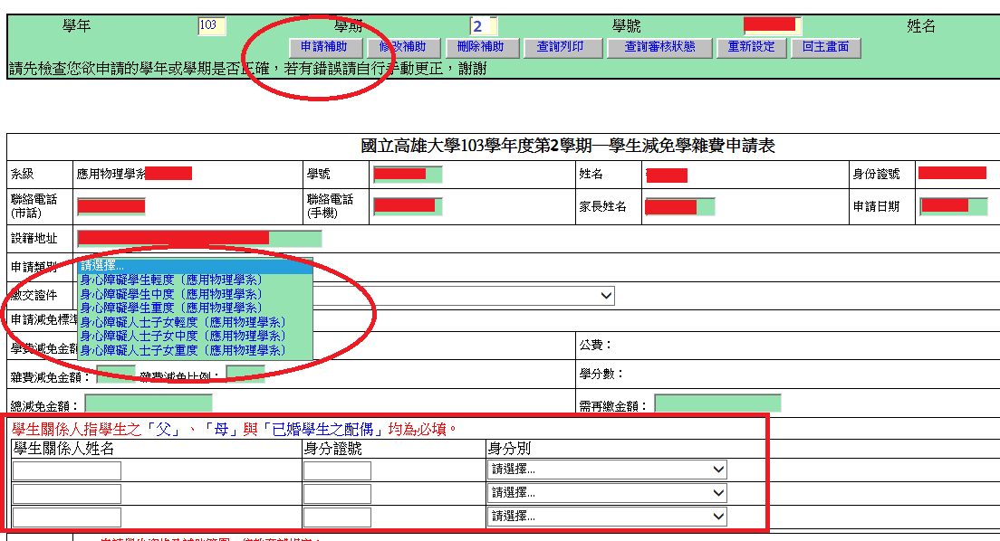 學年 103 學期 2 學號 姓名
申請補助 修改補助 刪除補助 查詢列印 查詢審核狀態 重新設定 回主畫面
請先檢查您欲申請的學年或學期是否正確，若有錯誤請自行手動更正，謝謝
國立高雄大學103學年度第2學期—學生減免學雜費申請表
系級 應用物理學系 學號 姓名 身份證號
聯絡電話(市話) 聯絡電話(手機) 家長姓名 申請日期
設籍地址
申請類別 請選擇...
身心障礙學生輕度〔應用物理學系〕
身心障礙學生中度〔應用物理學系〕
身心障礙學生重度〔應用物理學系〕
身心障礙人士子女輕度〔應用物理學系〕
身心障礙人士子女中度〔應用物理學系〕
身心障礙人士子女重度〔應用物理學系〕
繳交證件
申請減免標準
學費減免金額 公費：
雜費減免金額： 雜費減免比例： 學分數：
總減免金額： 需再繳金額：
學生關係人指學生之「父」、「母」與「已婚學生之配偶」均為必填。
學生關係人姓名 身分證號 身分別
請選擇...
請選擇...
請選擇...